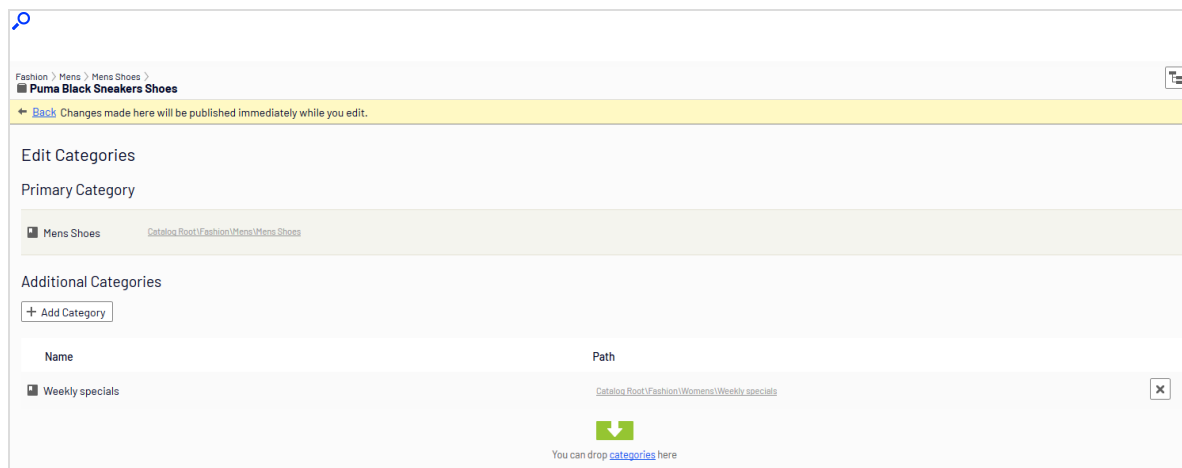 Fashion > Mens > Mens Shoes >
Puma Black Sneakers Shoes
Back Changes made here will be published immediately while you edit.
Edit Categories
Primary Category
Mens Shoes Catalog Root\Fashion\Mens\Mens Shoes
Additional Categories
+ Add Category
Name Path
Weekly specials Catalog Root\Fashion\Womens\Weekly specials
You can drop categories here